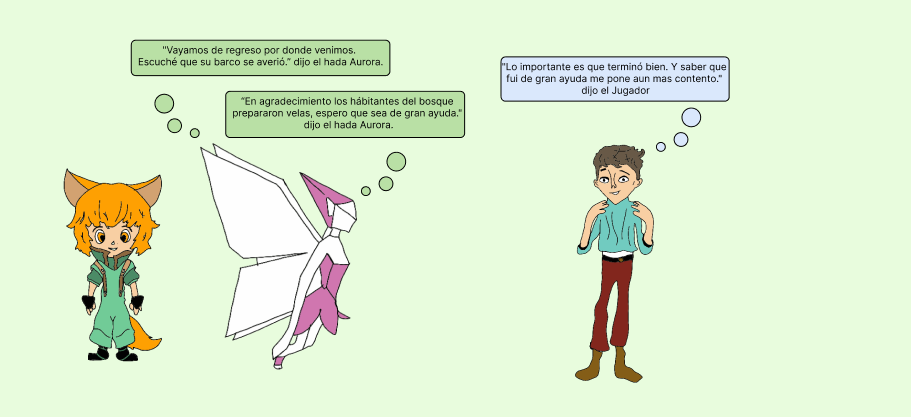 "Vayamos de regreso por donde venimos.
Escuché que su barco se averió.” dijo el hada Aurora.
“En agradecimiento los hábitantes del bosque
prepararon velas, espero que sea de gran ayuda."
dijo el hada Aurora.
"Lo importante es que terminó bien. Y saber que
fui de gran ayuda me pone aun mas contento.”
dijo el Jugador